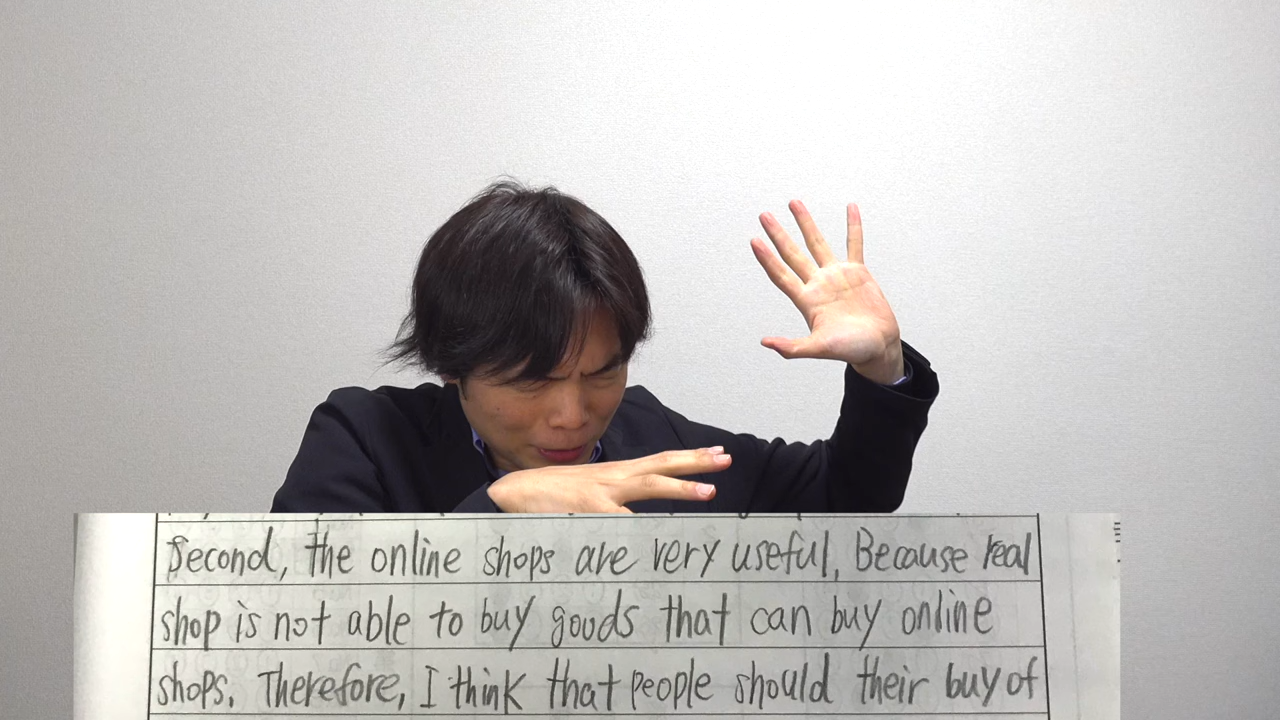 Second, the online shops are very useful. Because real
shop is not able to buy goods that can buy online
shops. Therefore, I think that people should their buy of